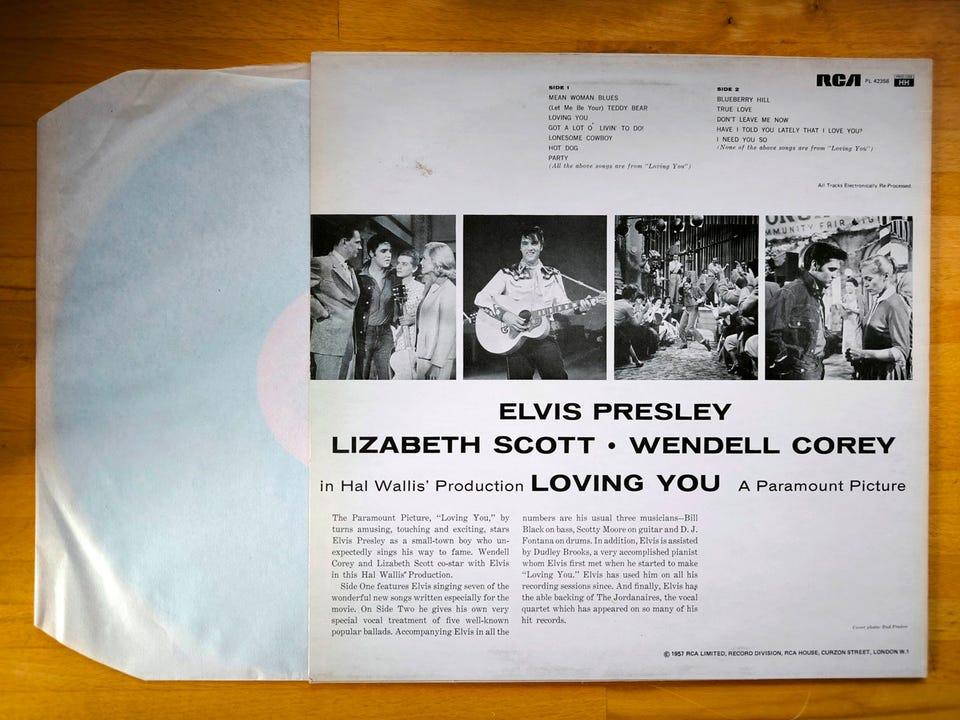 RCA PL 42358 HH
SIDE 1
MEAN WOMAN BLUES
(Let Me Be Your) TEDDY BEAR
LOVING YOU
GOT A LOT O' LIVIN' TO DO!
LONESOME COWBOY
HOT DOG
PARTY
(All the above songs are from "Loving You")
SIDE 2
BLUEBERRY HILL
TRUE LOVE
DON'T LEAVE ME NOW
HAVE I TOLD YOU LATELY THAT I LOVE YOU?
I NEED YOU SO
(None of the above songs are from "Loving You")
All Tracks Electronically Re-Processed.
MMUNITY FAIR
ELVIS PRESLEY
LIZABETH SCOTT • WENDELL COREY
in Hal Wallis' Production LOVING YOU A Paramount Picture
The Paramount Picture, "Loving You," by
turns amusing, touching and exciting, stars
Elvis Presley as a small-town boy who un-
expectedly sings his way to fame. Wendell
Corey and Lizabeth Scott co-star with Elvis
in this Hal Wallis' Production.
Side One features Elvis singing seven of the
wonderful new songs written especially for the
movie. On Side Two he gives his own very
special vocal treatment of five well-known
popular ballads. Accompanying Elvis in all the
numbers are his usual three musicians—Bill
Black on bass, Scotty Moore on guitar and D. J.
Fontana on drums. In addition, Elvis is assisted
by Dudley Brooks, a very accomplished pianist
whom Elvis first met when he started to make
"Loving You." Elvis has used him on all his
recording sessions since. And finally, Elvis has
the able backing of The Jordanaires, the vocal
quartet which has appeared on so many of his
hit records.
© 1957 RCA LIMITED, RECORD DIVISION, RCA HOUSE, CURZON STREET, LONDON W.1